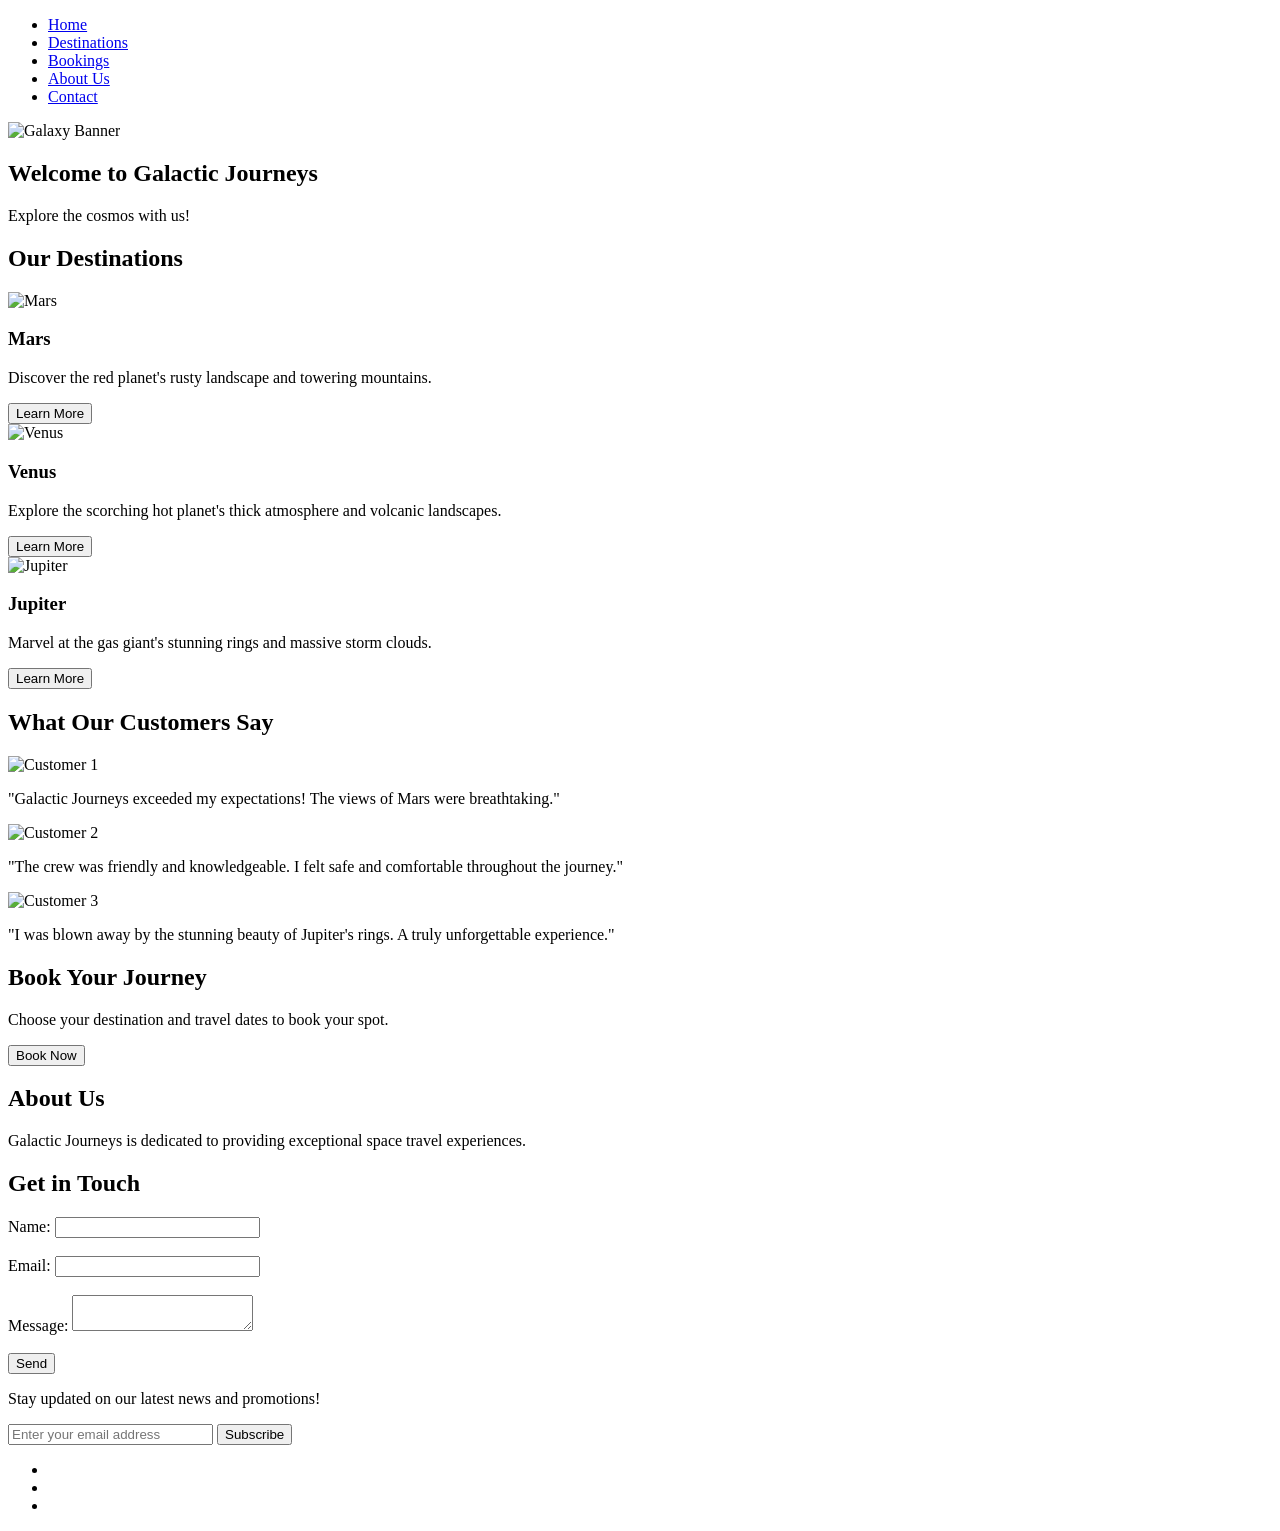 Home
Destinations
Bookings
About Us
Contact
Galaxy Banner
Welcome to Galactic Journeys
Explore the cosmos with us!
Our Destinations
Mars
Mars
Discover the red planet's rusty landscape and towering mountains.
Learn More
Venus
Venus
Explore the scorching hot planet's thick atmosphere and volcanic landscapes.
Learn More
Jupiter
Jupiter
Marvel at the gas giant's stunning rings and massive storm clouds.
Learn More
What Our Customers Say
Customer 1
"Galactic Journeys exceeded my expectations! The views of Mars were breathtaking."
Customer 2
"The crew was friendly and knowledgeable. I felt safe and comfortable throughout the journey."
Customer 3
"I was blown away by the stunning beauty of Jupiter's rings. A truly unforgettable experience."
Book Your Journey
Choose your destination and travel dates to book your spot.
Book Now
About Us
Galactic Journeys is dedicated to providing exceptional space travel experiences.
Get in Touch
Name:
Email:
Message:
Send
Stay updated on our latest news and promotions!
Enter your email address Subscribe